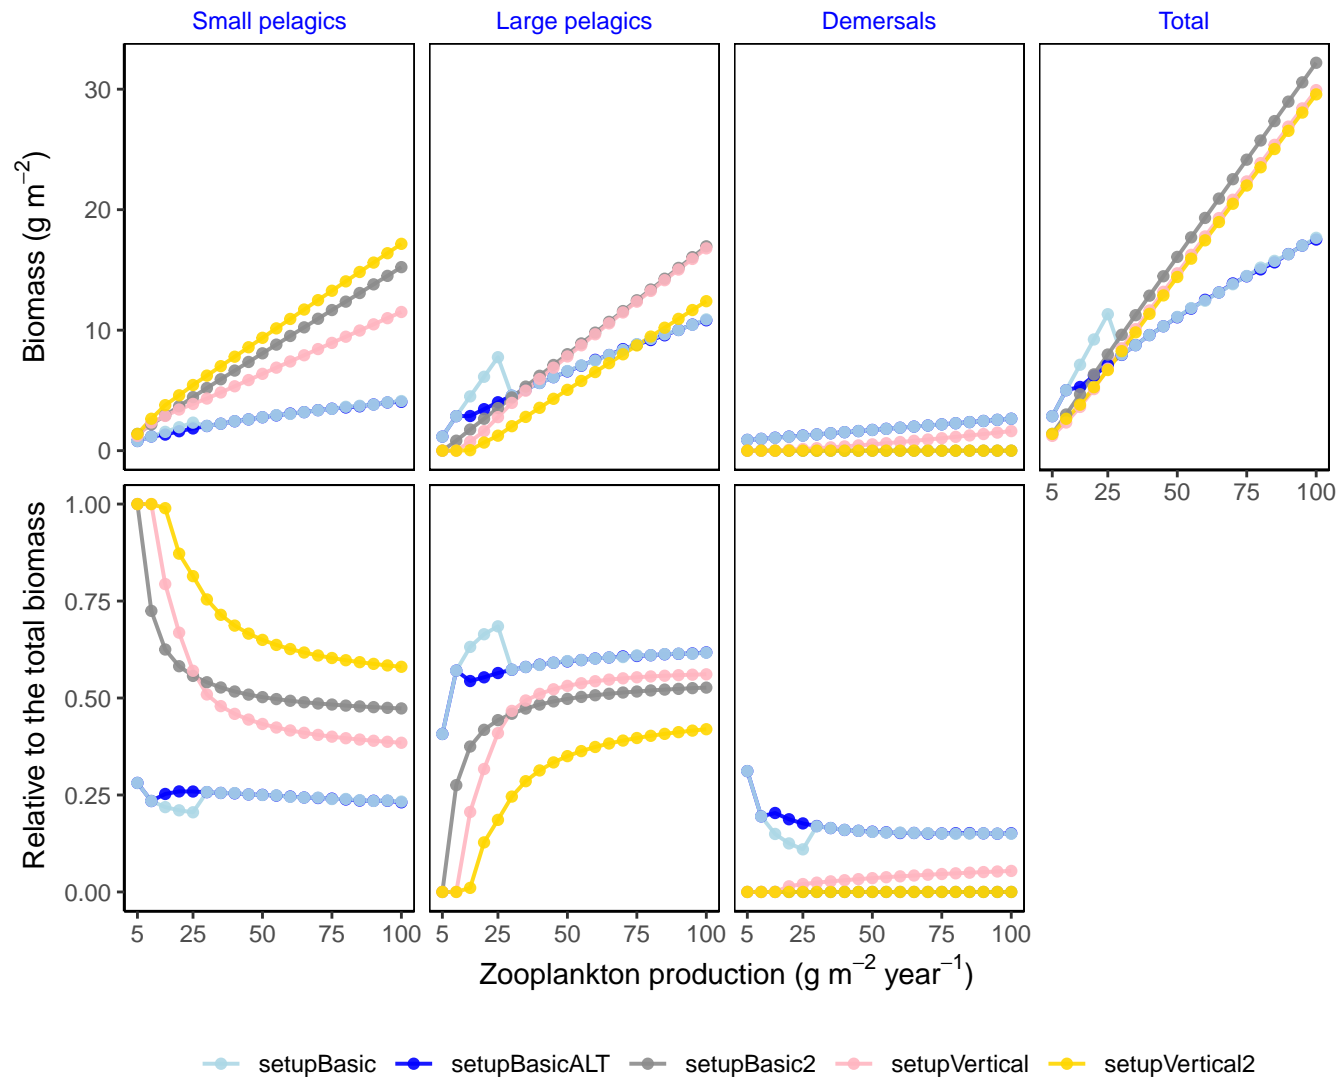 Small pelagics Large pelagics Demersals Total
Biomass (g m⁻²)
30
20
10
0
5 25 50 75 100
Relative to the total biomass
1.00
0.75
0.50
0.25
0.00
5 25 50 75 100 5 25 50 75 100 5 25 50 75 100
Zooplankton production (g m⁻² year⁻¹)
setupBasic setupBasicALT setupBasic2 setupVertical setupVertical2